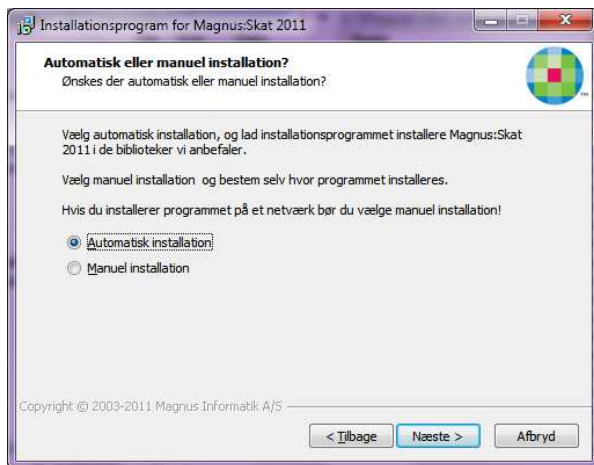 Installationsprogram for Magnus:Skat 2011
Automatisk eller manuel installation?
Ønskes der automatisk eller manuel installation?
Vælg automatisk installation, og lad installationsprogrammet installere Magnus:Skat
2011 i de biblioteker vi anbefaler.
Vælg manuel installation og bestem selv hvor programmet installeres.
Hvis du installerer programmet på et netværk bør du vælge manuel installation!
Automatisk installation
Manuel installation
Copyright © 2003-2011 Magnus Informatik A/S
< Tilbage
Næste >
Afbryd